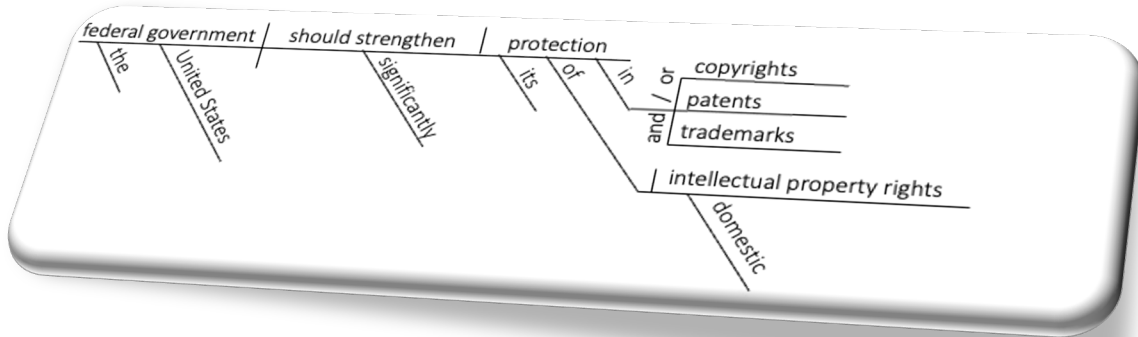 federal government should strengthen protection
the United States significantly its of in
and / or
copyrights
patents
trademarks
intellectual property rights
domestic